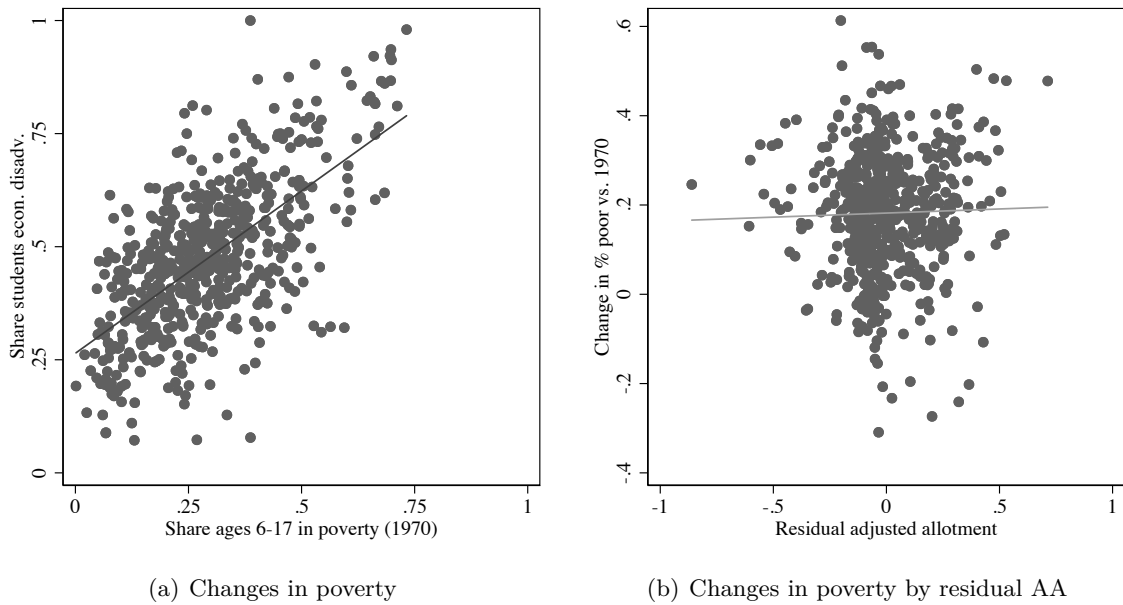 1
.75
.5
.25
0
Share students econ. disadv.
0 .25 .5 .75 1
Share ages 6-17 in poverty (1970)
(a) Changes in poverty
.6
.4
.2
0
-.2
-.4
Change in % poor vs. 1970
-1 -.5 0 .5 1
Residual adjusted allotment
(b) Changes in poverty by residual AA